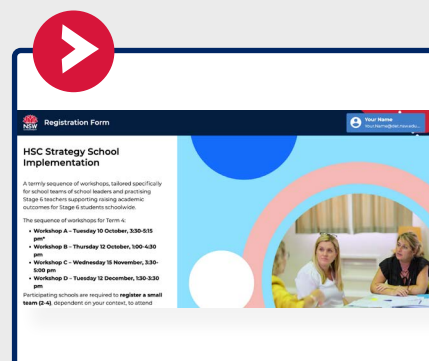 NSW
Registration Form
Your Name
HSC Strategy School
Implementation
A termly sequence of workshops, tailored specifically
for school teams of school leaders and practising
Stage 6 teachers supporting raising academic
outcomes for Stage 6 students schoolwide.
The sequence of workshops for Term 4:
• Workshop A – Tuesday 10 October, 3:30-5:15
pm*
• Workshop B – Thursday 12 October, 1:00-4:30
pm
• Workshop C – Wednesday 15 November, 3:30-
5:00 pm
• Workshop D – Tuesday 12 December, 1:30-3:30
pm
Participating schools are required to register a small
team (2-4), dependent on your context, to attend